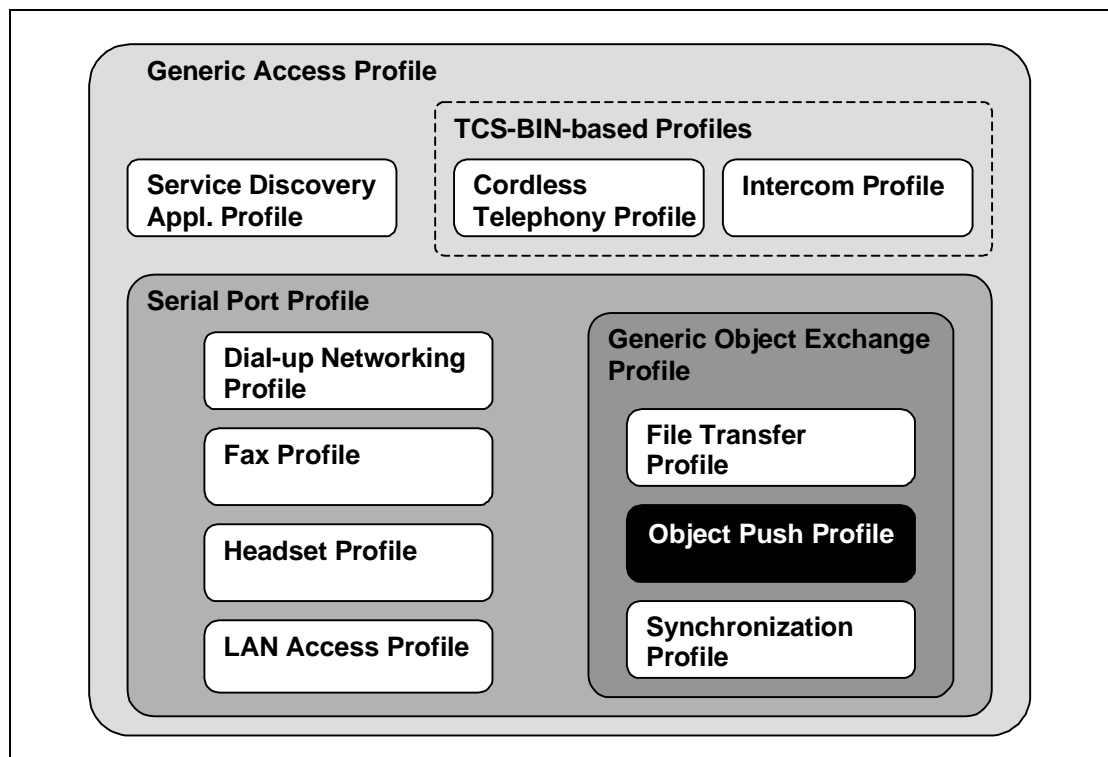 Generic Access Profile
TCS-BIN-based Profiles
Service Discovery
Appl. Profile
Cordless
Telephony Profile
Intercom Profile
Serial Port Profile
Dial-up Networking
Profile
Fax Profile
Headset Profile
LAN Access Profile
Generic Object Exchange
Profile
File Transfer
Profile
Object Push Profile
Synchronization
Profile